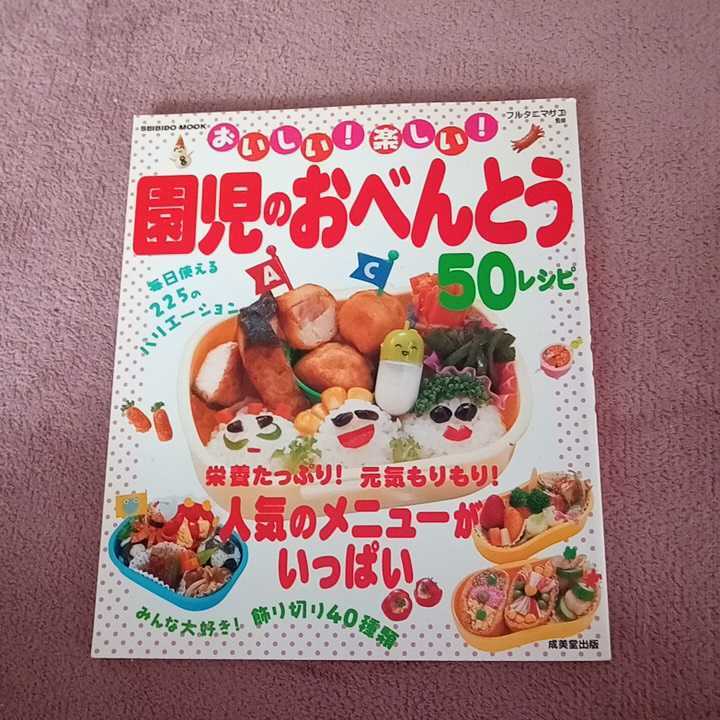 SEIBIDO MOOK
フルタニマサエ
監修
おいしい！楽しい！
園児のおべんとう
50レシピ
毎日使える
225の
バリエーション
A
C
栄養たっぷり！ 元気もりもり！
人気のメニューが
いっぱい
みんな大好き！ 飾り切り40種類
成美堂出版